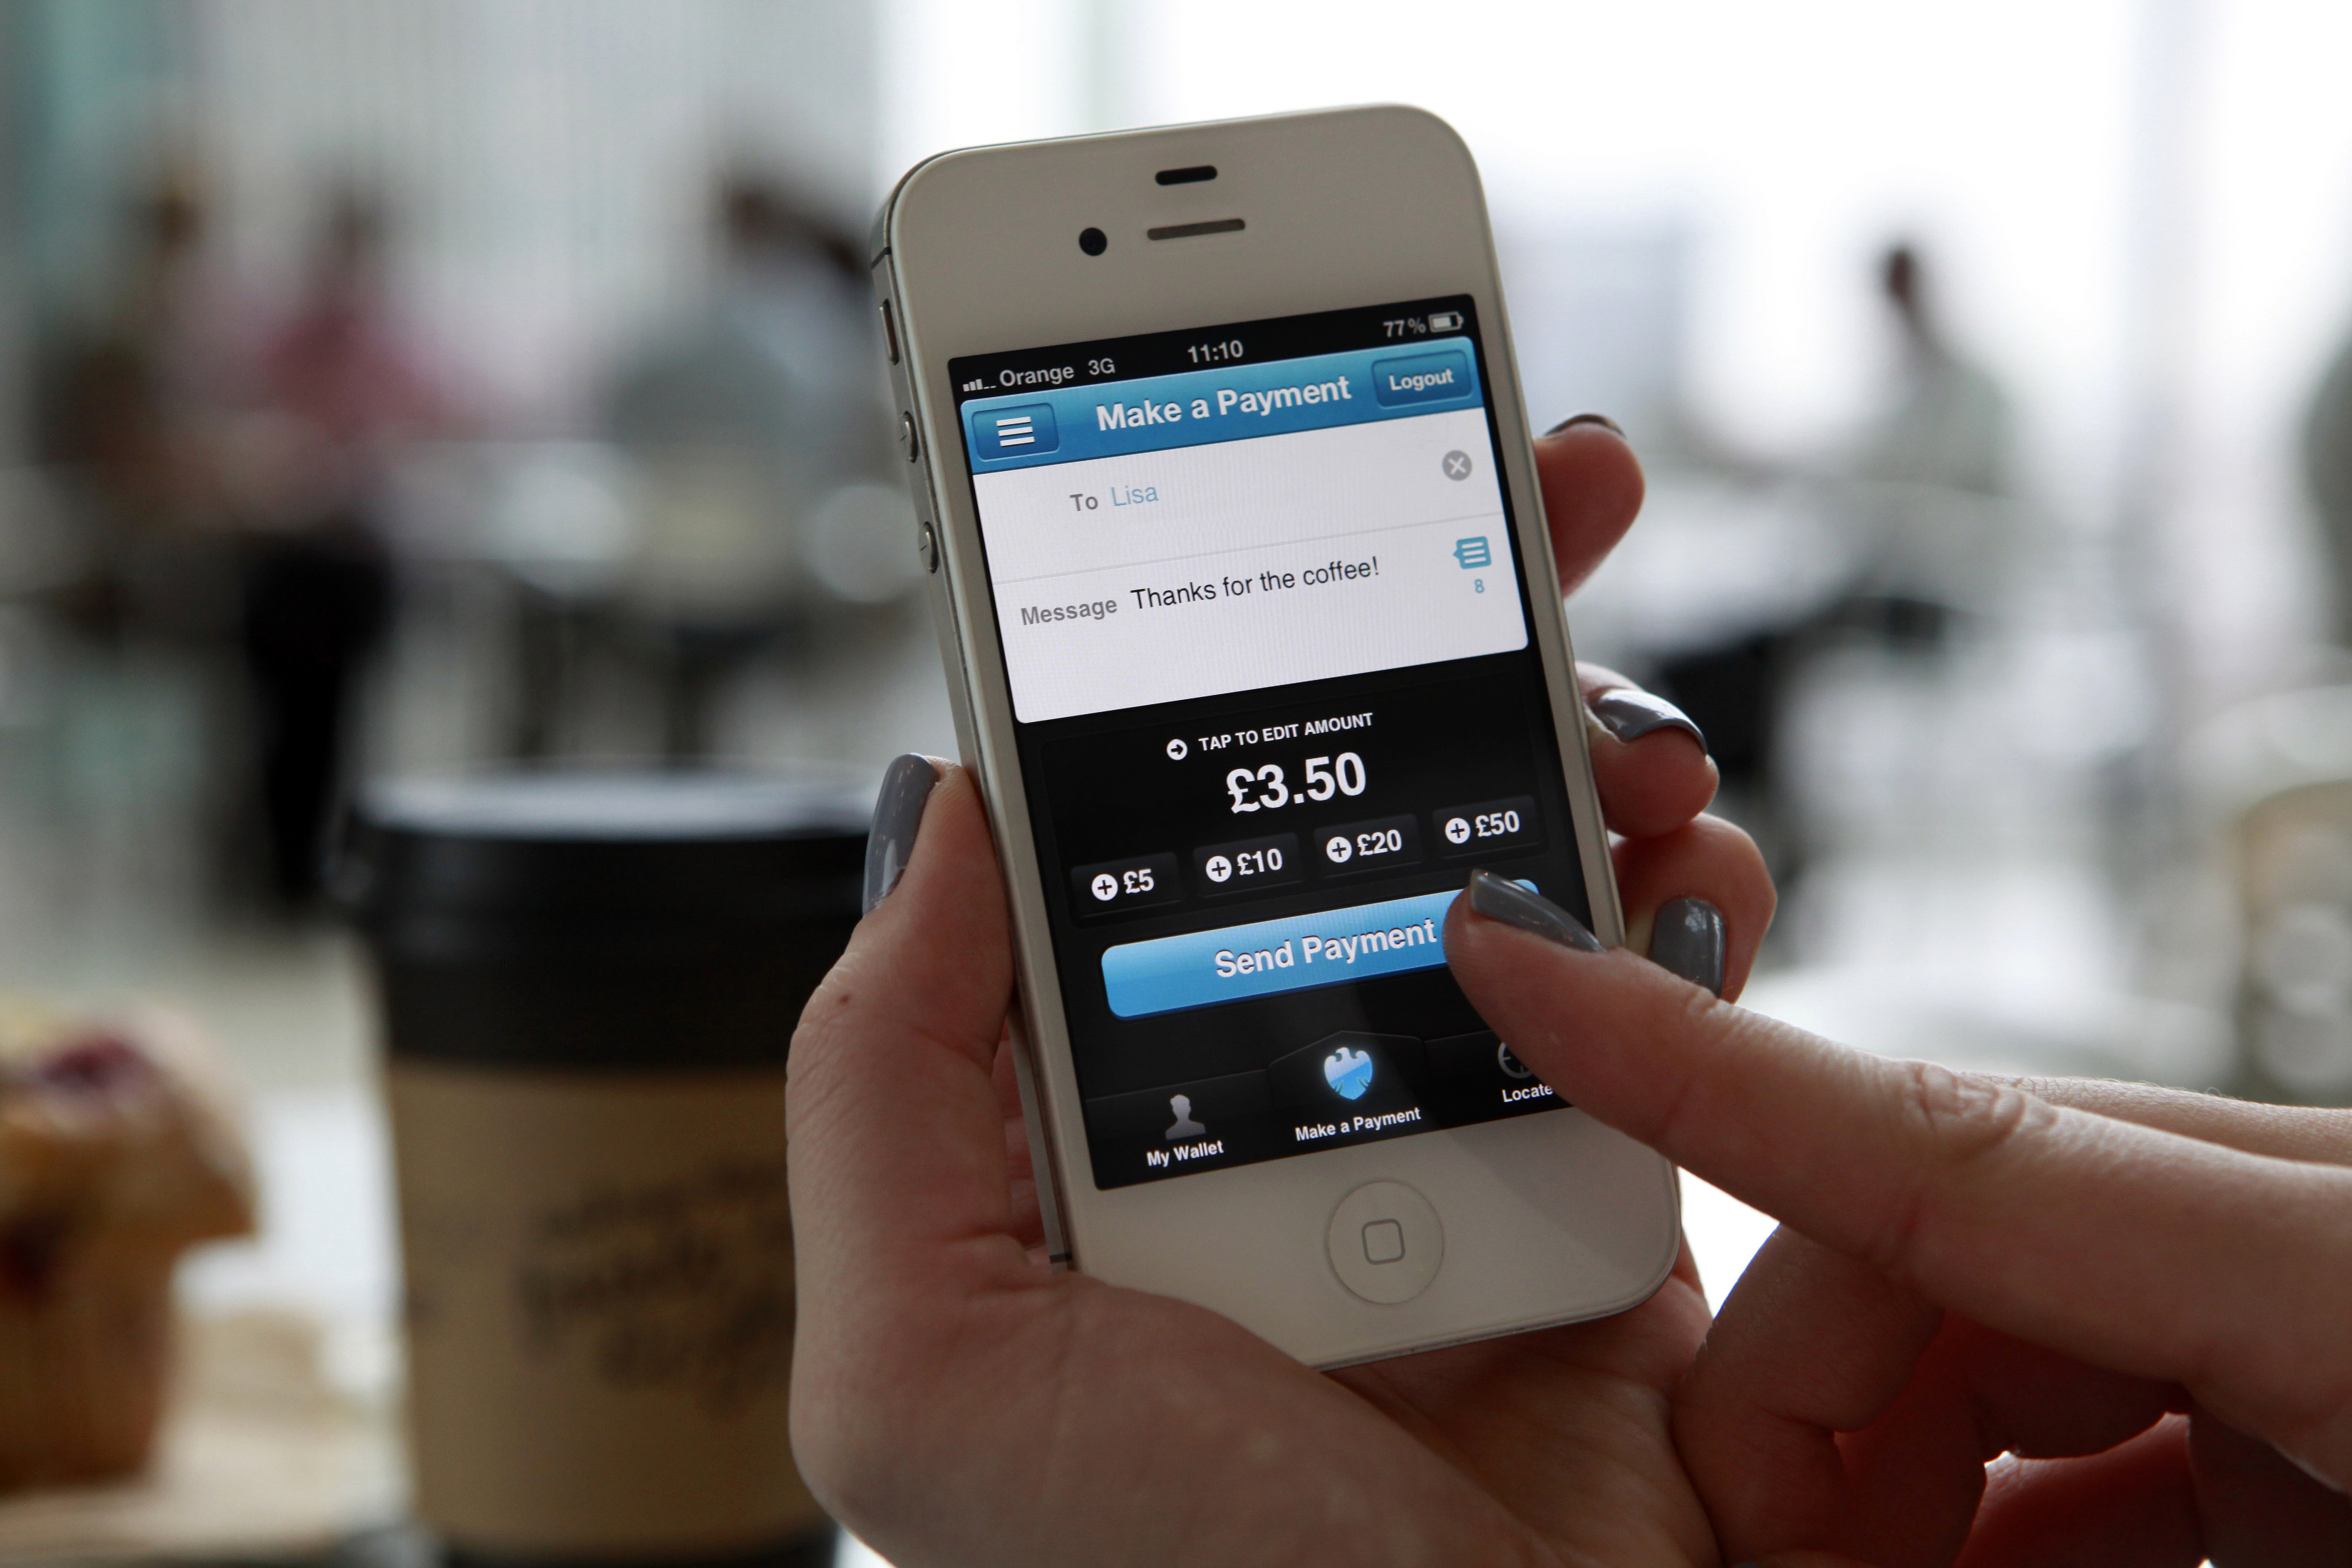 Orange 3G 11:10 77%
Make a Payment Logout
To Lisa
Message Thanks for the coffee!
8
TAP TO EDIT AMOUNT
£3.50
£5 £10 £20 £50
Send Payment
My Wallet Make a Payment Locate